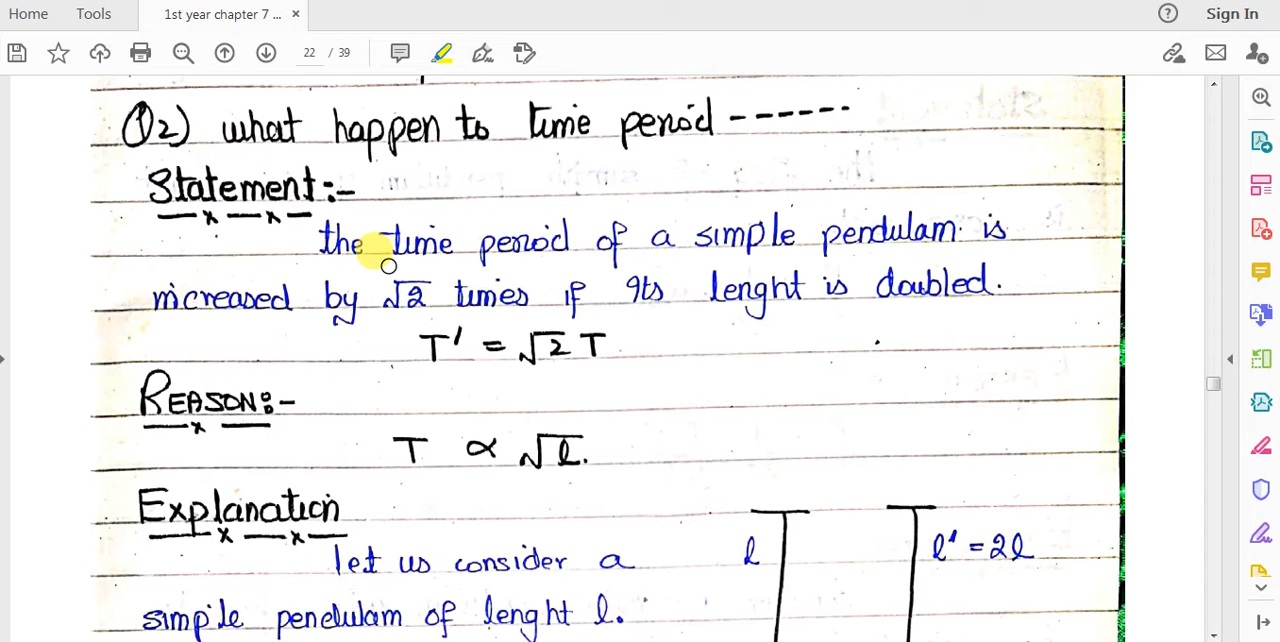 Home Tools 1st year chapter 7 ... × Sign In
22 / 39
Q2) what happen to time period ------
Statement:-
the time period of a simple pendulam is
increased by √2 times if its lenght is doubled.
T' = √2 T
REASON:-
T ∝ √l.
Explanation
let us consider a
l
l' = 2l
simple pendulam of lenght l.